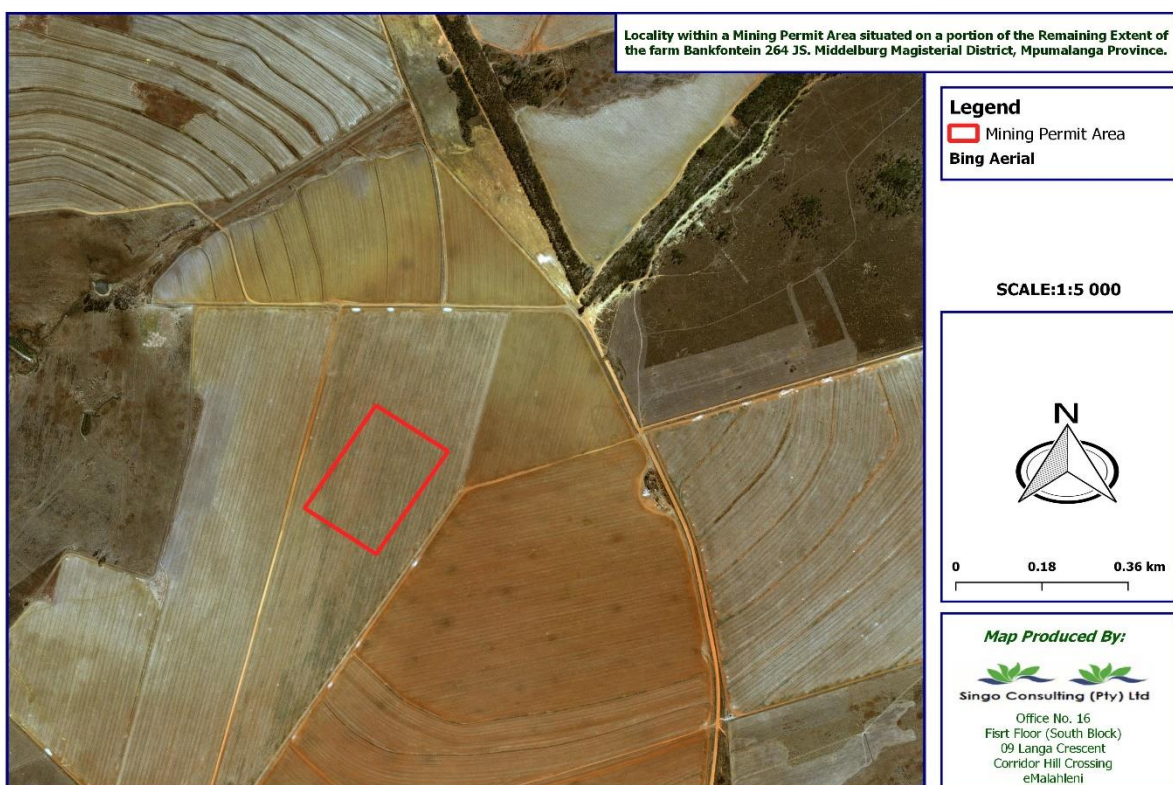 Locality within a Mining Permit Area situated on a portion of the Remaining Extent of
the farm Bankfontein 264 JS. Middelburg Magisterial District, Mpumalanga Province.
Legend
Mining Permit Area
Bing Aerial
SCALE:1:5 000
N
0 0.18 0.36 km
Map Produced By:
Singo Consulting (Pty) Ltd
Office No. 16
Fisrt Floor (South Block)
09 Langa Crescent
Corridor Hill Crossing
eMalahleni